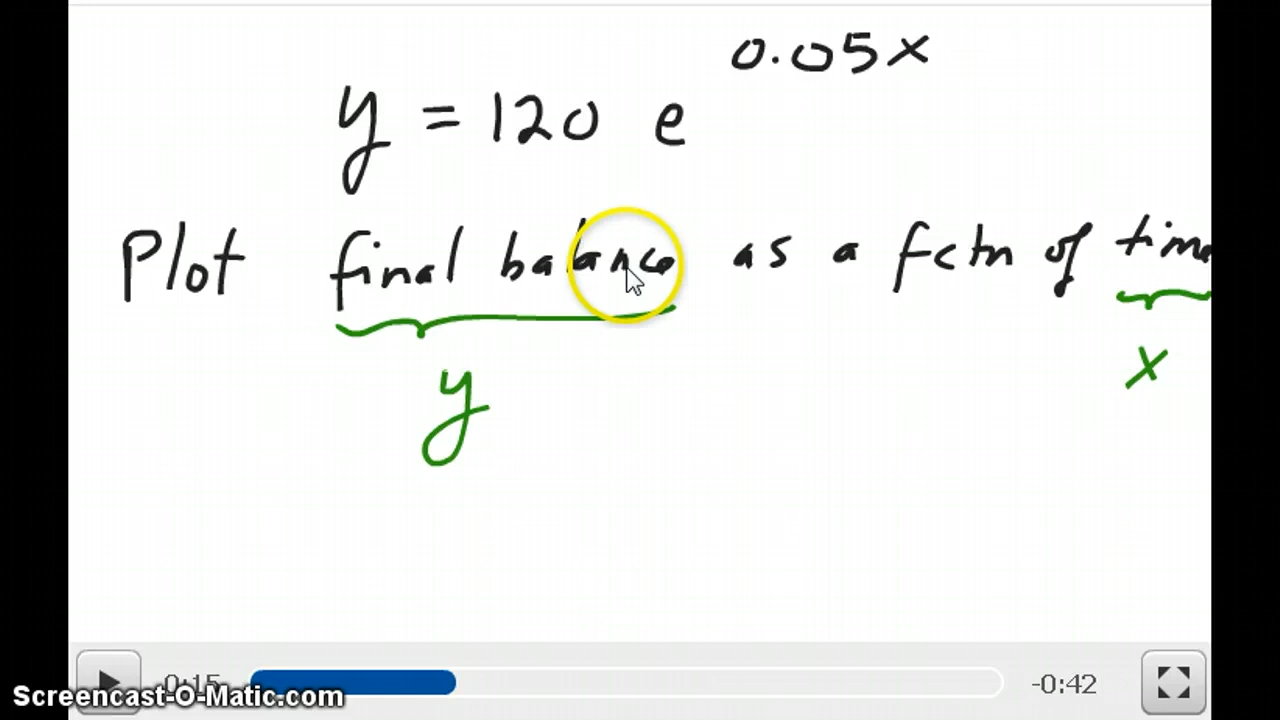 0.05x
y = 120 e
Plot final balance as a fctn of time
y
x
0:15
-0:42
Screencast-O-Matic.com